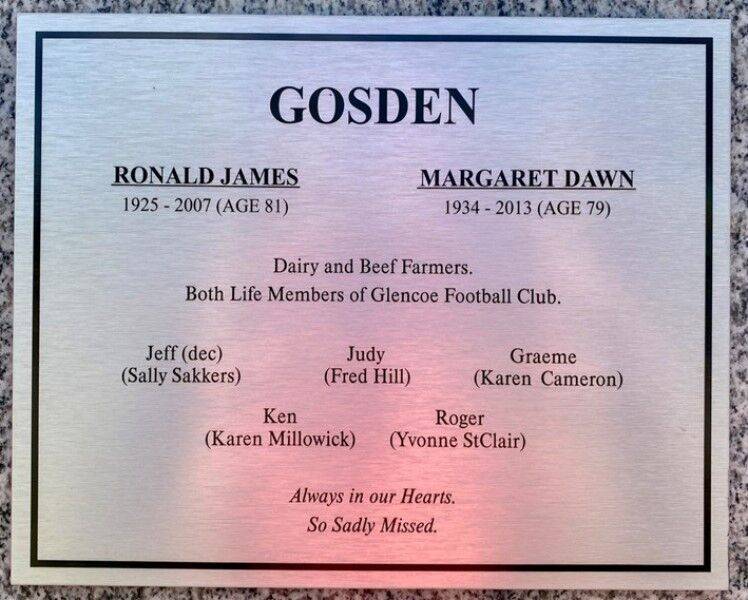 GOSDEN
RONALD JAMES MARGARET DAWN
1925 - 2007 (AGE 81) 1934 - 2013 (AGE 79)
Dairy and Beef Farmers.
Both Life Members of Glencoe Football Club.
Jeff (dec) Judy Graeme
(Sally Sakkers) (Fred Hill) (Karen Cameron)
Ken Roger
(Karen Millowick) (Yvonne StClair)
Always in our Hearts.
So Sadly Missed.